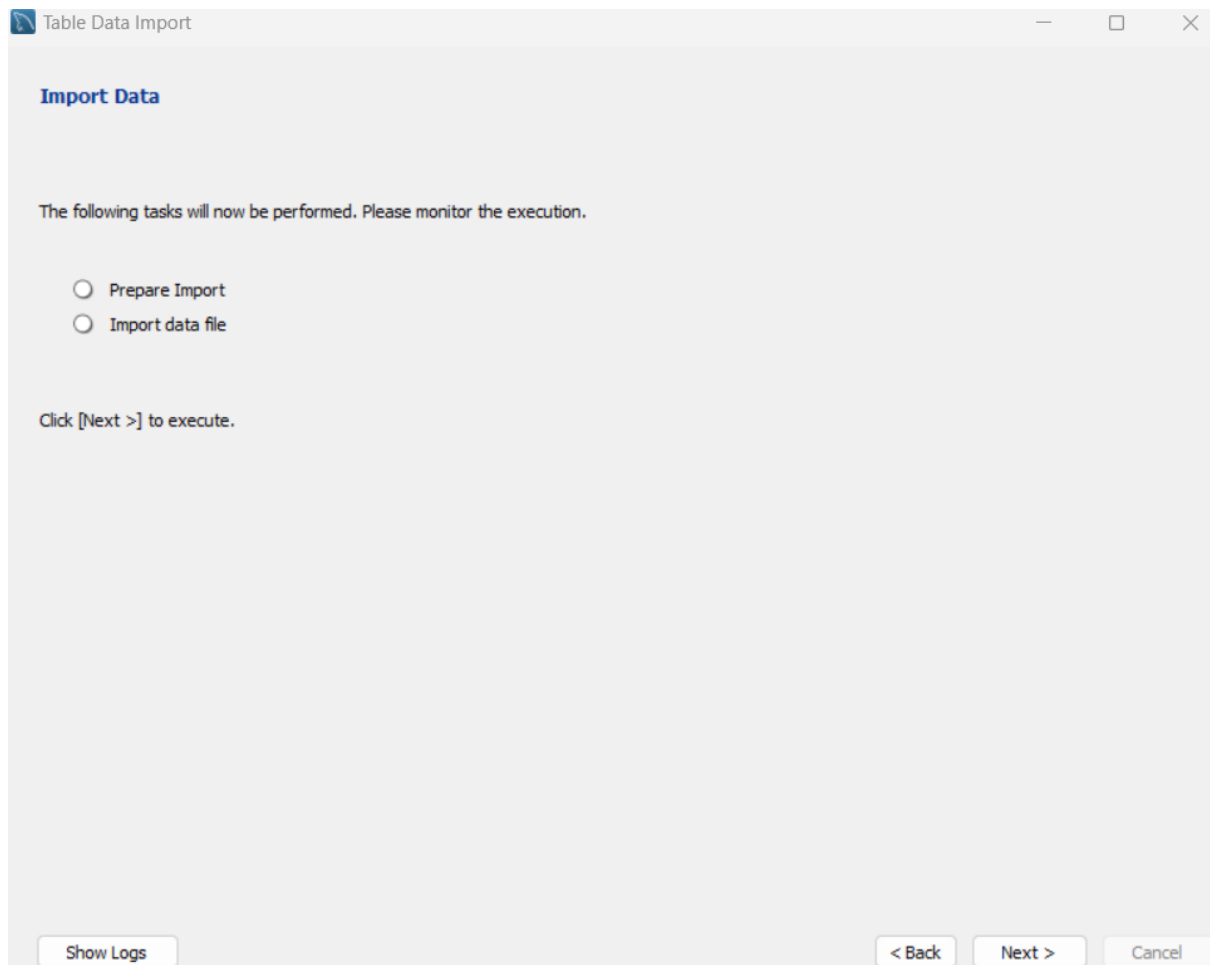 Table Data Import
Import Data
The following tasks will now be performed. Please monitor the execution.
Prepare Import
Import data file
Click [Next >] to execute.
Show Logs
< Back
Next >
Cancel